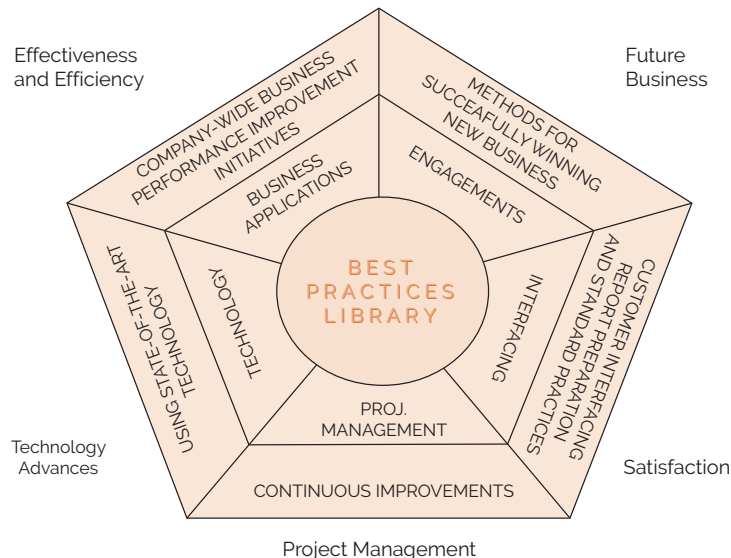 Effectiveness
and Efficiency
Future
Business
COMPANY-WIDE BUSINESS
PERFORMANCE IMPROVEMENT
INITIATIVES
METHODS FOR
SUCCEAFULLY WINNING
NEW BUSINESS
BUSINESS
APPLICATIONS
ENGAGEMENTS
BEST
PRACTICES
LIBRARY
USING STATE-OF-THE-ART
TECHNOLOGY
TECHNOLOGY
INTERFACING
CUSTOMER INTERFACING
REPORT PREPARATION
AND STANDARD PRACTICES
PROJ.
MANAGEMENT
CONTINUOUS IMPROVEMENTS
Technology
Advances
Satisfaction
Project Management